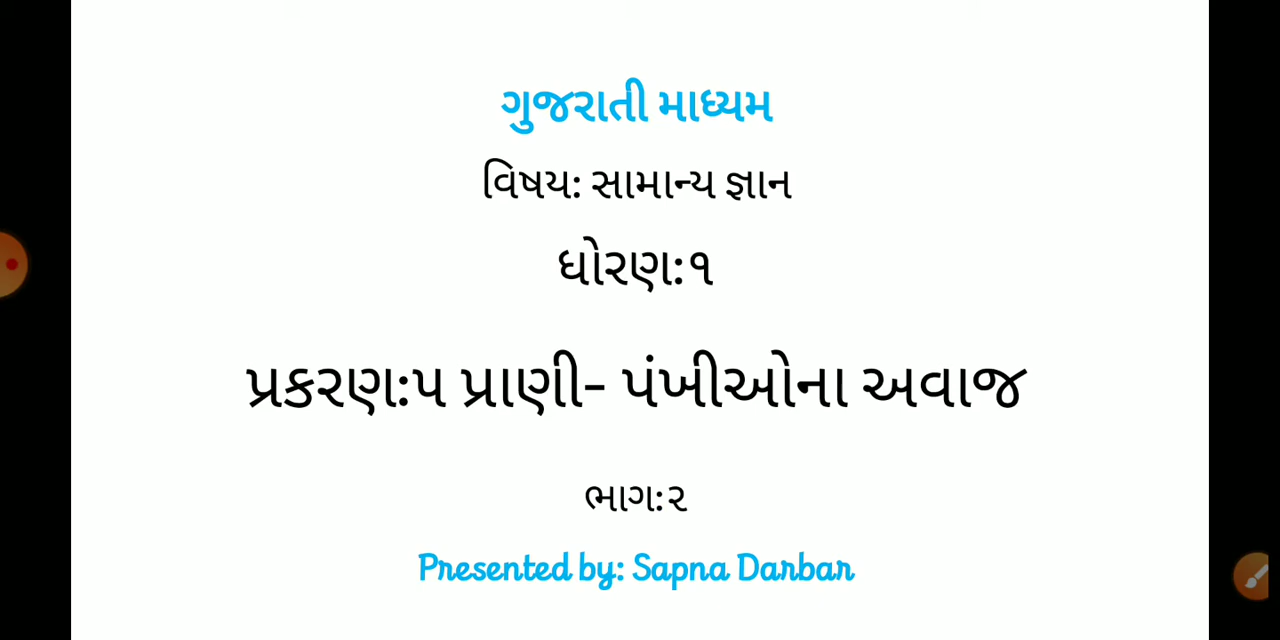 ગુજરાતી માધ્યમ
વિષય: સામાન્ય જ્ઞાન
ધોરણ:૧
પ્રકરણ:૫ પ્રાણી- પંખીઓના અવાજ
ભાગ:૨
Presented by: Sapna Darbar